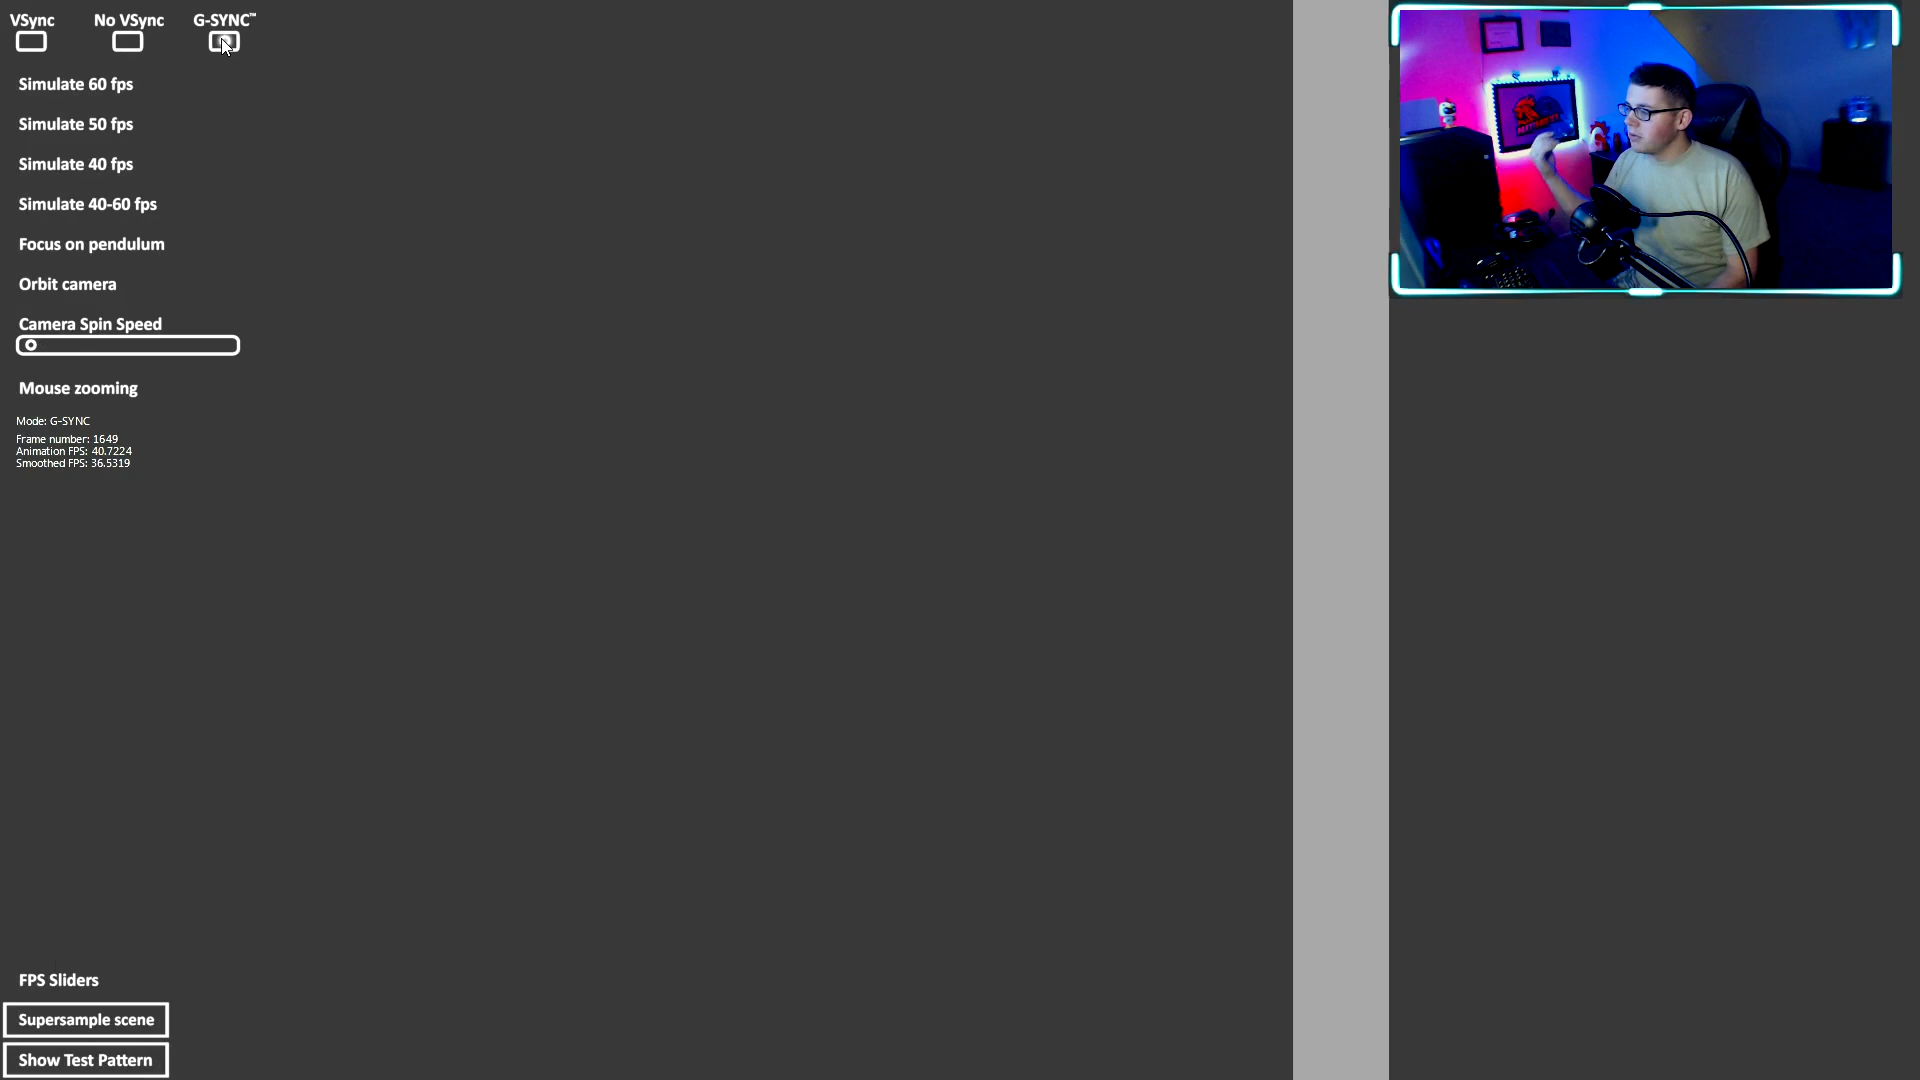 VSync No VSync G-SYNC™
Simulate 60 fps
Simulate 50 fps
Simulate 40 fps
Simulate 40-60 fps
Focus on pendulum
Orbit camera
Camera Spin Speed
Mouse zooming
Mode: G-SYNC
Frame number: 1649
Animation FPS: 40.7224
Smoothed FPS: 36.5319
FPS Sliders
Supersample scene
Show Test Pattern